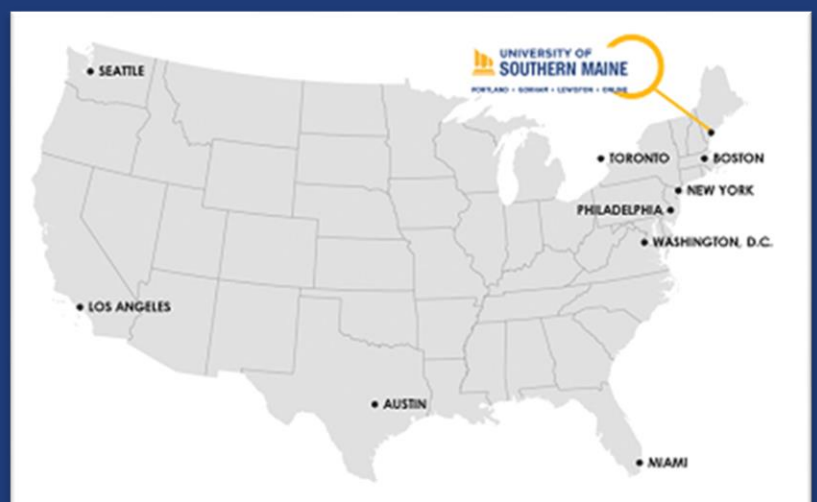 UNIVERSITY OF
SOUTHERN MAINE
PORTLAND • GORHAM • LEWISTON • ONLINE
SEATTLE
TORONTO
BOSTON
NEW YORK
PHILADELPHIA
WASHINGTON, D.C.
LOS ANGELES
AUSTIN
MIAMI